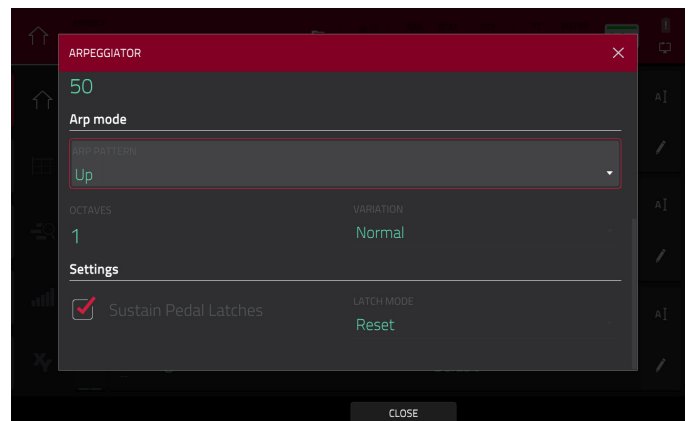 ARPEGGIATOR
50
Arp mode
ARP PATTERN
Up
OCTAVES
VARIATION
1
Normal
Settings
Sustain Pedal Latches
LATCH MODE
Reset
CLOSE